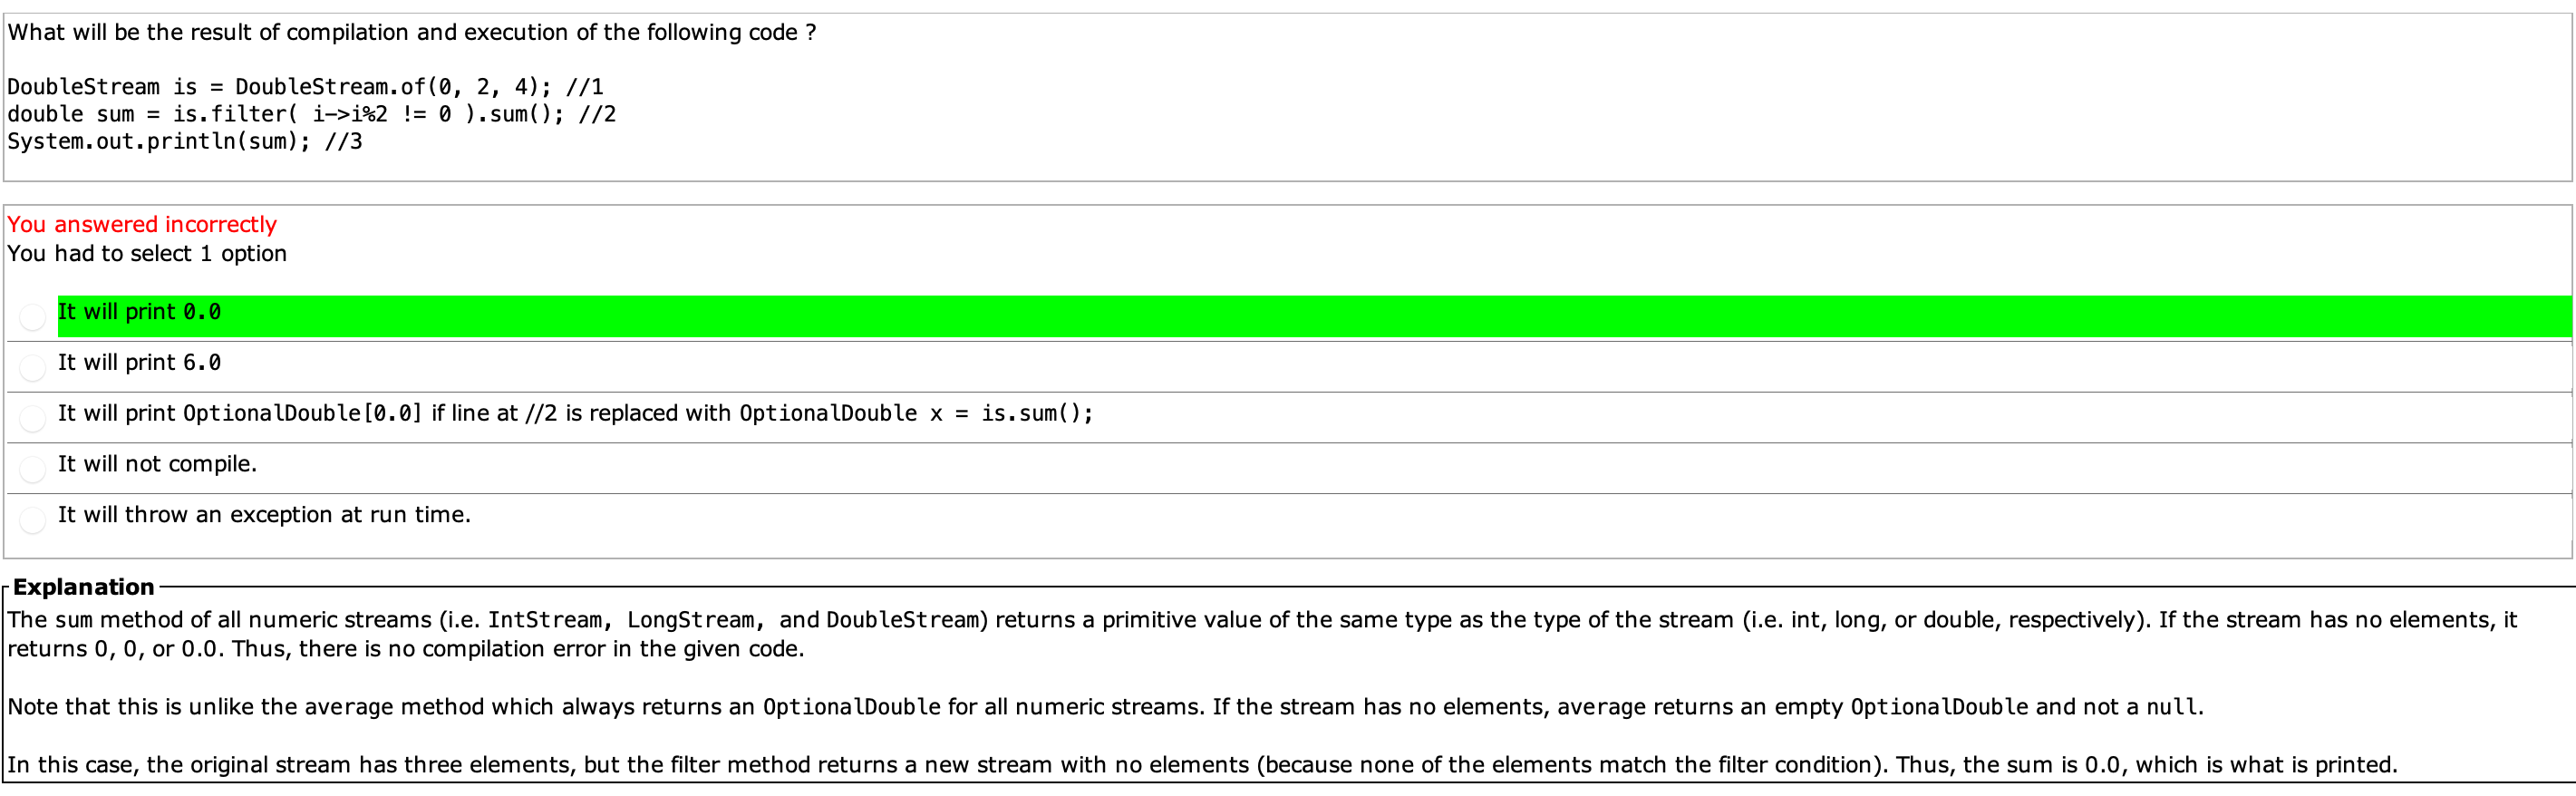 What will be the result of compilation and execution of the following code ?
DoubleStream is = DoubleStream.of(0, 2, 4); //1
double sum = is.filter( i->i%2 != 0 ).sum(); //2
System.out.println(sum); //3
You answered incorrectly
You had to select 1 option
It will print 0.0
It will print 6.0
It will print OptionalDouble[0.0] if line at //2 is replaced with OptionalDouble x = is.sum();
It will not compile.
It will throw an exception at run time.
Explanation
The sum method of all numeric streams (i.e. IntStream, LongStream, and DoubleStream) returns a primitive value of the same type as the type of the stream (i.e. int, long, or double, respectively). If the stream has no elements, it
returns 0, 0, or 0.0. Thus, there is no compilation error in the given code.
Note that this is unlike the average method which always returns an OptionalDouble for all numeric streams. If the stream has no elements, average returns an empty OptionalDouble and not a null.
In this case, the original stream has three elements, but the filter method returns a new stream with no elements (because none of the elements match the filter condition). Thus, the sum is 0.0, which is what is printed.